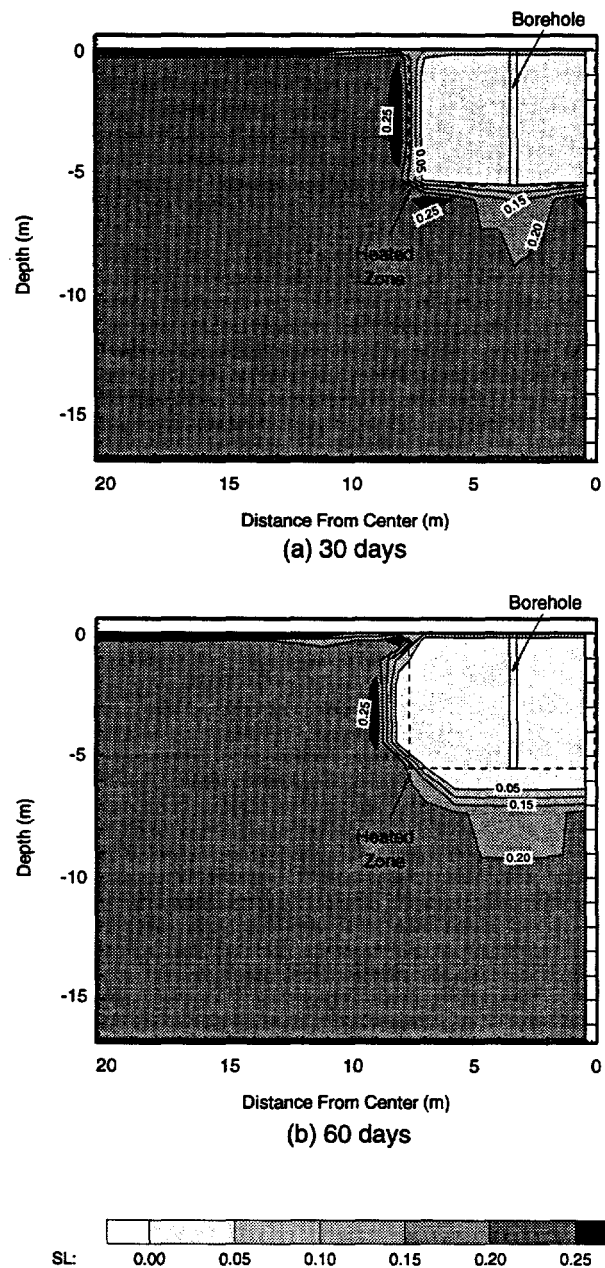 Borehole
0
0.25
0.05
-5
0.15
0.25
0.20
Heated
Zone
Depth (m)
-10
-15
20 15 10 5 0
Distance From Center (m)
(a) 30 days
Borehole
0
0.25
-5
0.05
0.15
Heated
Zone
0.20
Depth (m)
-10
-15
20 15 10 5 0
Distance From Center (m)
(b) 60 days
SL: 0.00 0.05 0.10 0.15 0.20 0.25